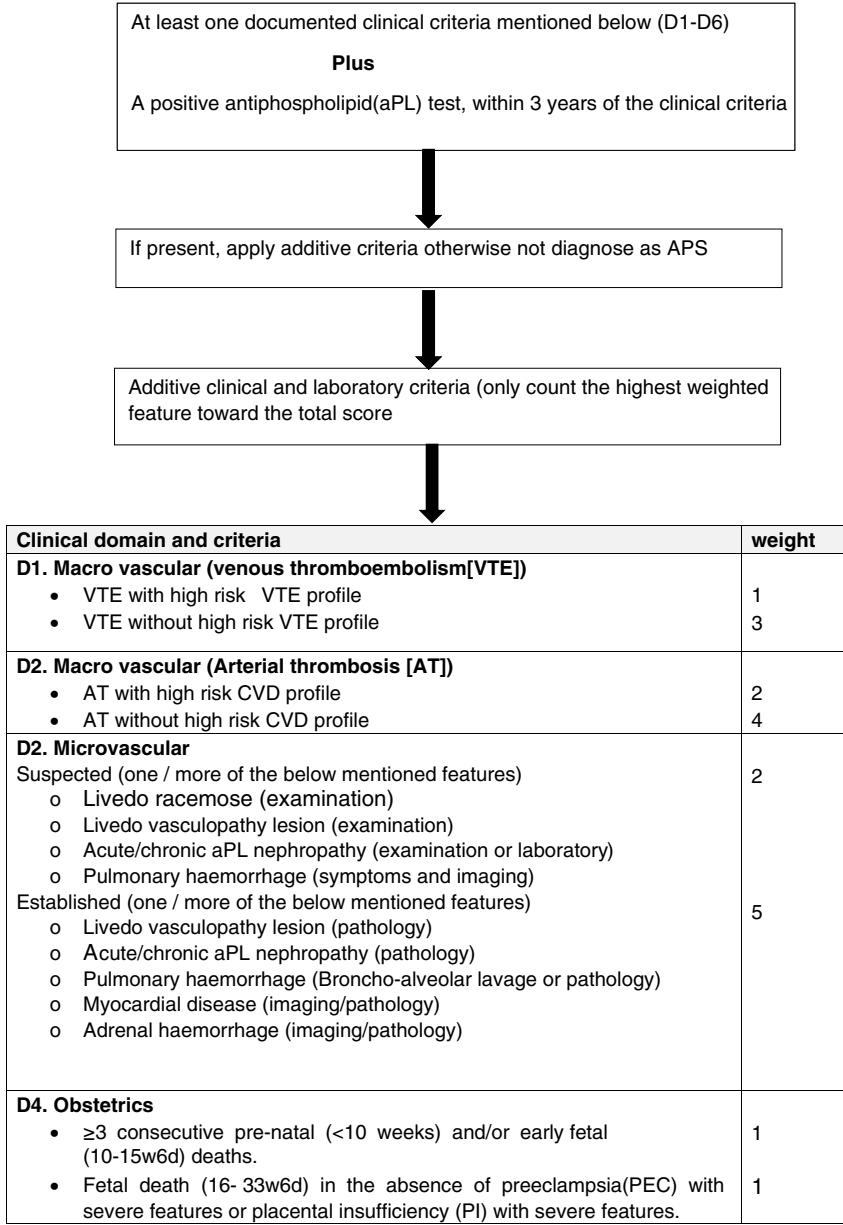 At least one documented clinical criteria mentioned below (D1-D6)
Plus
A positive antiphospholipid(aPL) test, within 3 years of the clinical criteria
If present, apply additive criteria otherwise not diagnose as APS
Additive clinical and laboratory criteria (only count the highest weighted
feature toward the total score
Clinical domain and criteria weight
D1. Macro vascular (venous thromboembolism[VTE])
• VTE with high risk VTE profile 1
• VTE without high risk VTE profile 3
D2. Macro vascular (Arterial thrombosis [AT])
• AT with high risk CVD profile 2
• AT without high risk CVD profile 4
D2. Microvascular
Suspected (one / more of the below mentioned features) 2
o Livedo racemose (examination)
o Livedo vasculopathy lesion (examination)
o Acute/chronic aPL nephropathy (examination or laboratory)
o Pulmonary haemorrhage (symptoms and imaging)
Established (one / more of the below mentioned features) 5
o Livedo vasculopathy lesion (pathology)
o Acute/chronic aPL nephropathy (pathology)
o Pulmonary haemorrhage (Broncho-alveolar lavage or pathology)
o Myocardial disease (imaging/pathology)
o Adrenal haemorrhage (imaging/pathology)
D4. Obstetrics
• ≥3 consecutive pre-natal (<10 weeks) and/or early fetal 1
(10-15w6d) deaths.
• Fetal death (16- 33w6d) in the absence of preeclampsia(PEC) with 1
severe features or placental insufficiency (PI) with severe features.